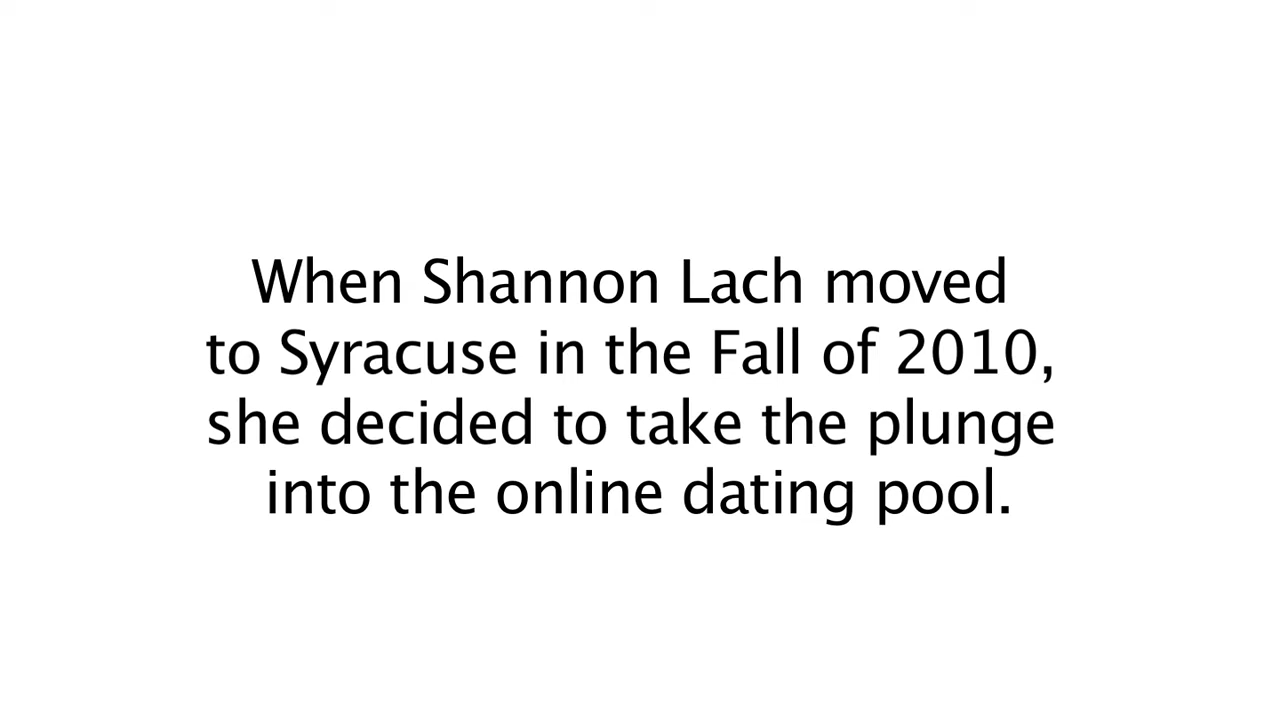 When Shannon Lach moved
to Syracuse in the Fall of 2010,
she decided to take the plunge
into the online dating pool.